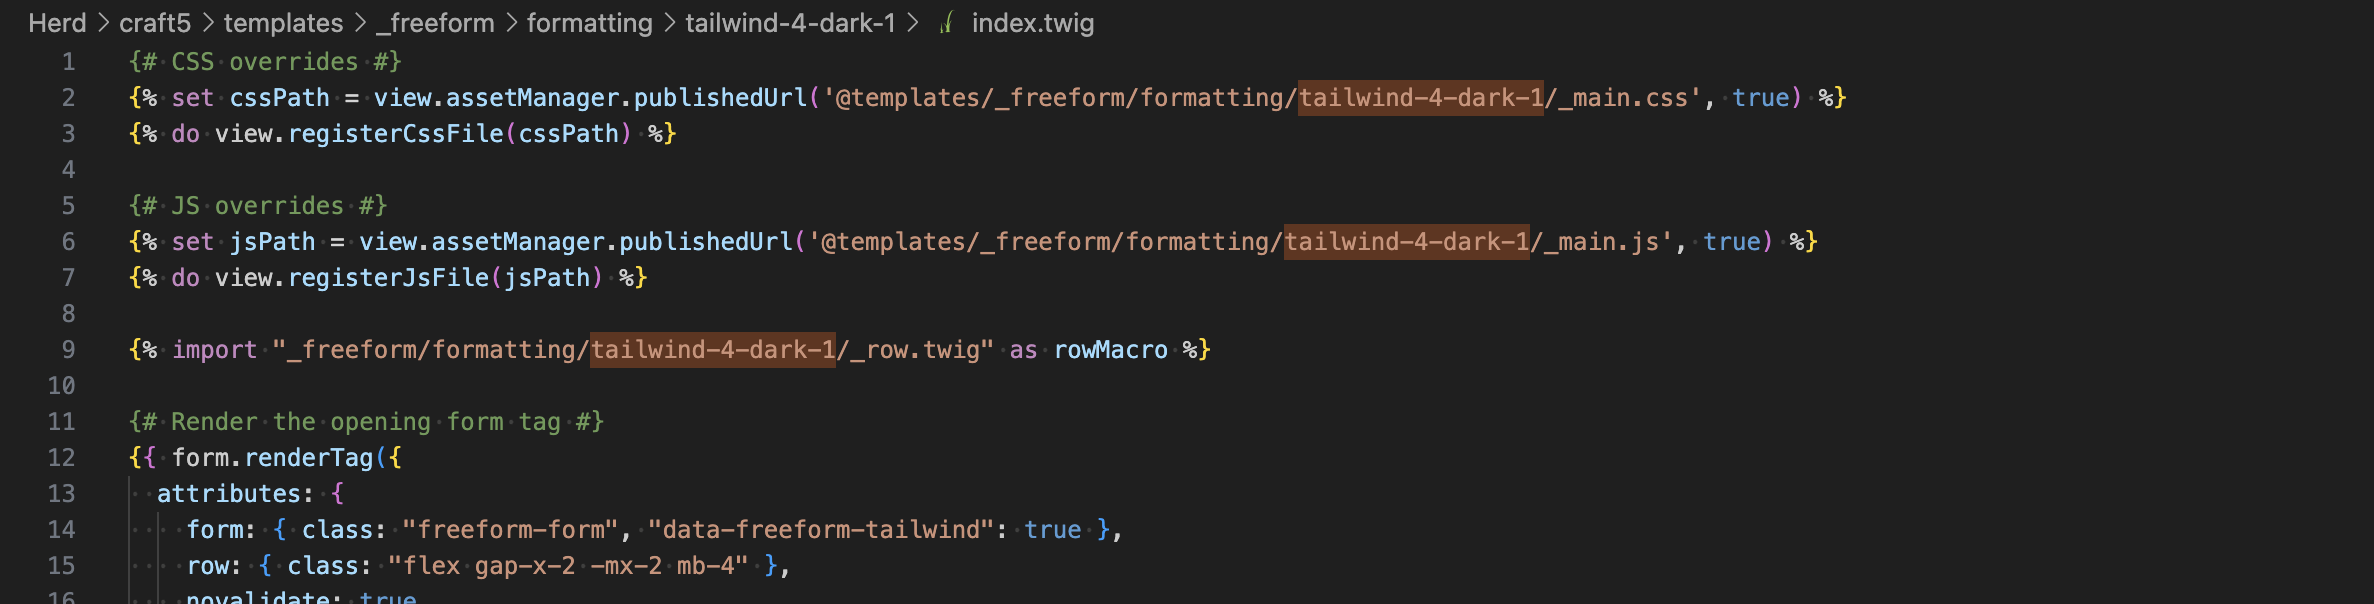 Herd > craft5 > templates > _freeform > formatting > tailwind-4-dark-1 > index.twig
1 {# CSS overrides #}
2 {% set cssPath = view.assetManager.publishedUrl('@templates/_freeform/formatting/tailwind-4-dark-1/_main.css', true) %}
3 {% do view.registerCssFile(cssPath) %}
4
5 {# JS overrides #}
6 {% set jsPath = view.assetManager.publishedUrl('@templates/_freeform/formatting/tailwind-4-dark-1/_main.js', true) %}
7 {% do view.registerJsFile(jsPath) %}
8
9 {% import "_freeform/formatting/tailwind-4-dark-1/_row.twig" as rowMacro %}
10
11 {# Render the opening form tag #}
12 {{ form.renderTag({
13 attributes: {
14 form: { class: "freeform-form", "data-freeform-tailwind": true },
15 row: { class: "flex gap-x-2 -mx-2 mb-4" },
16 novalidate: true